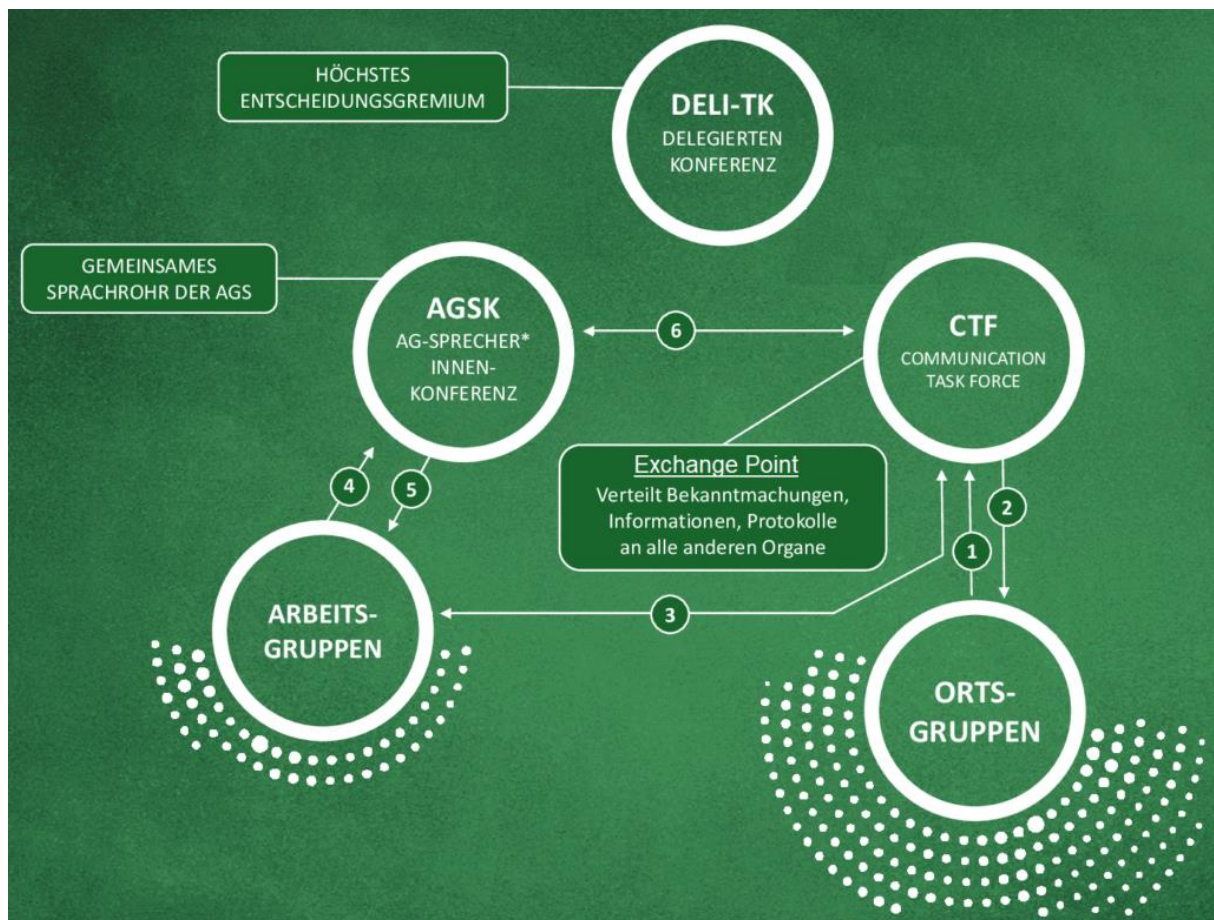 HÖCHSTES
ENTSCHEIDUNGSGREMIUM
DELI-TK
DELEGIERTEN
KONFERENZ
GEMEINSAMES
SPRACHROHR DER AGS
AGSK
AG-SPRECHER*
INNEN-
KONFERENZ
6
CTF
COMMUNICATION
TASK FORCE
Exchange Point
Verteilt Bekanntmachungen,
Informationen, Protokolle
an alle anderen Organe
4
5
2
1
3
ARBEITS-
GRUPPEN
ORTS-
GRUPPEN